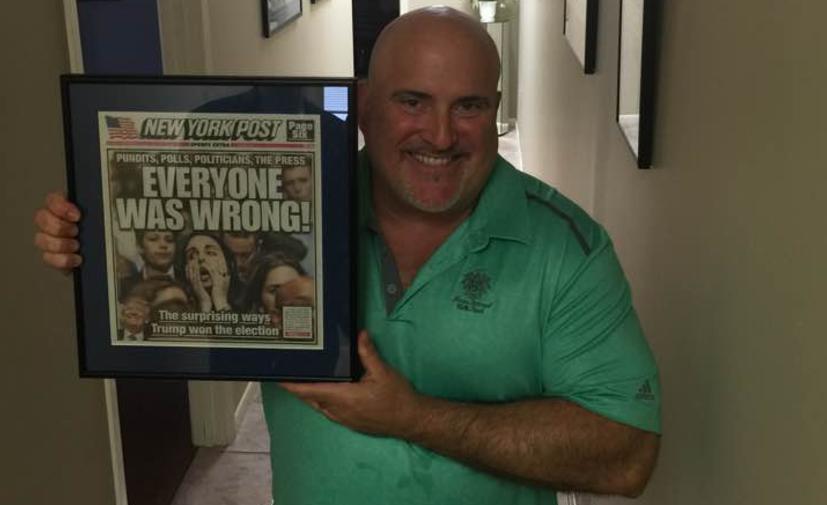 NEW YORK POST
Page
Six
SPORTS EXTRA
PUNDITS, POLLS, POLITICIANS, THE PRESS
EVERYONE
WAS WRONG!
The surprising ways
Trump won the election